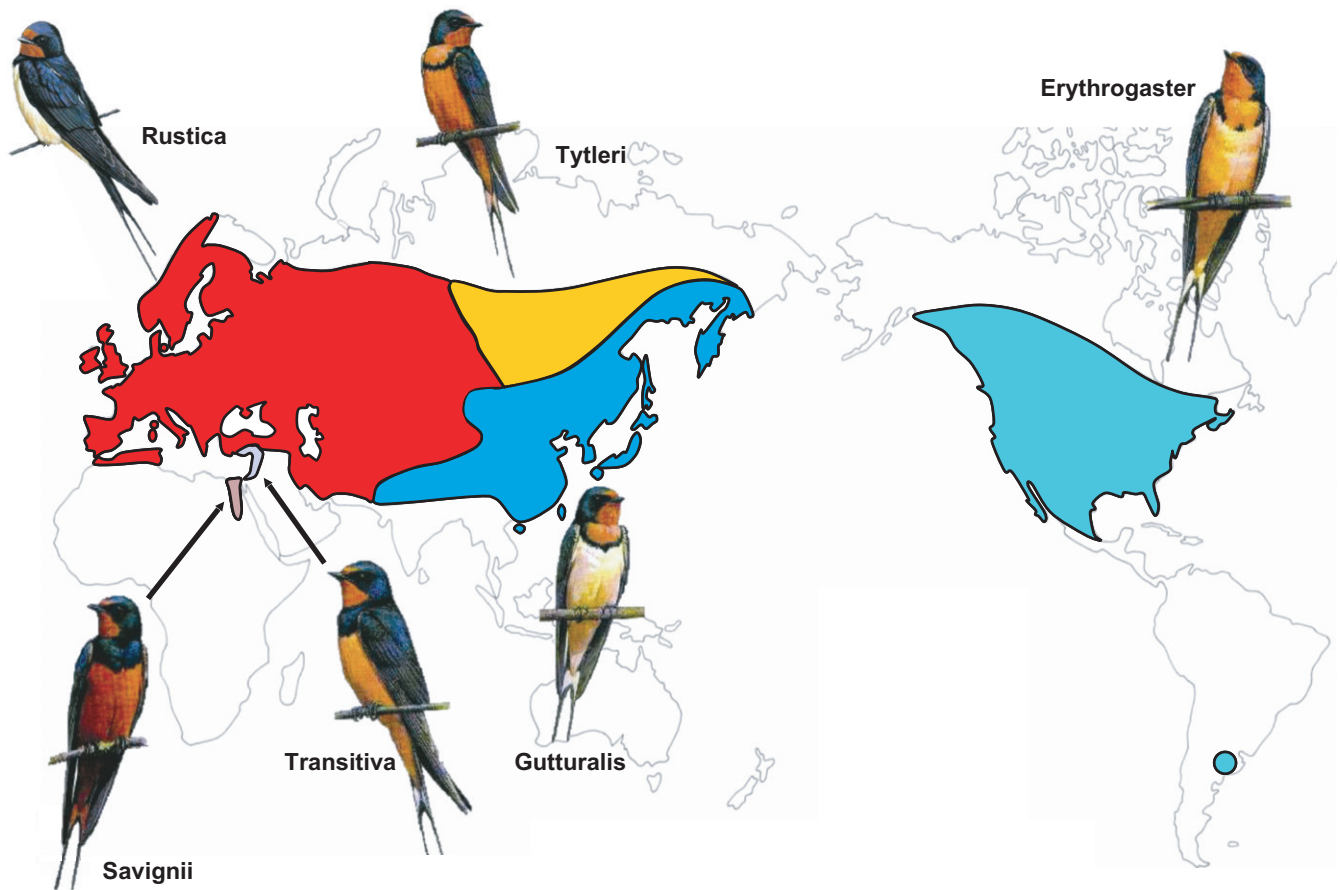 Erythrogaster
Rustica
Tytleri
Transitiva
Gutturalis
Savignii